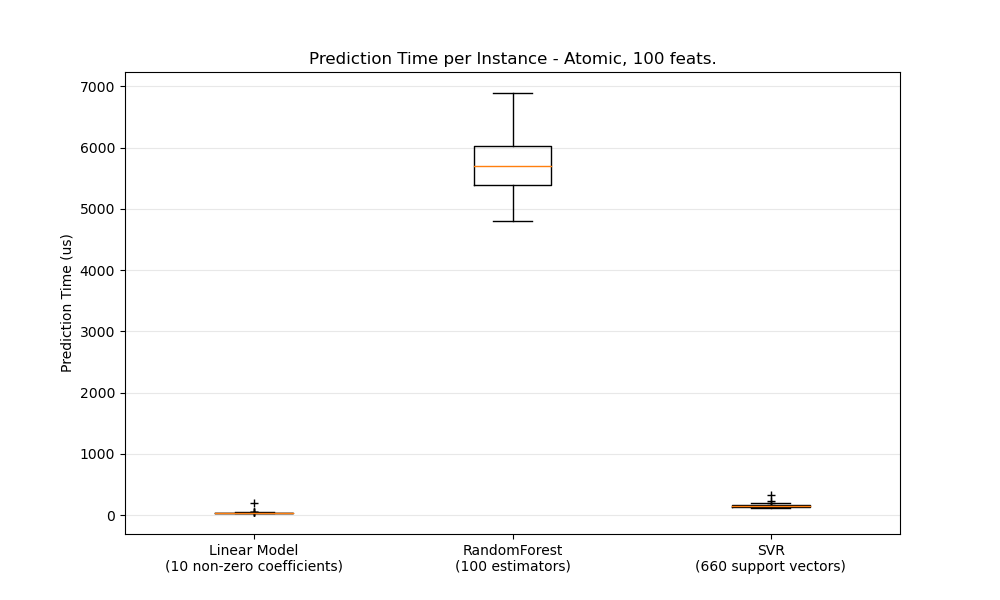 Prediction Time per Instance - Atomic, 100 feats.
7000
6000
5000
4000
3000
2000
1000
0
Prediction Time (us)
Linear Model
(10 non-zero coefficients)
RandomForest
(100 estimators)
SVR
(660 support vectors)